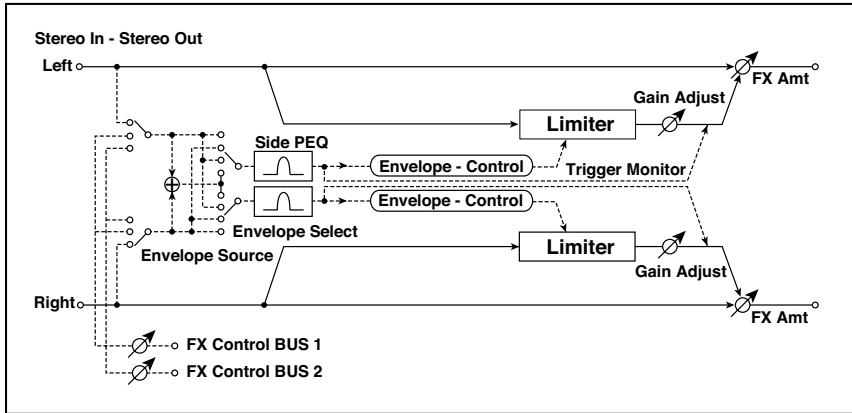 Stereo In - Stereo Out
Left
FX Amt
Gain Adjust
Limiter
Side PEQ
Envelope - Control
Trigger Monitor
Envelope - Control
Envelope Select
Envelope Source
Limiter
Gain Adjust
Right
FX Amt
FX Control BUS 1
FX Control BUS 2